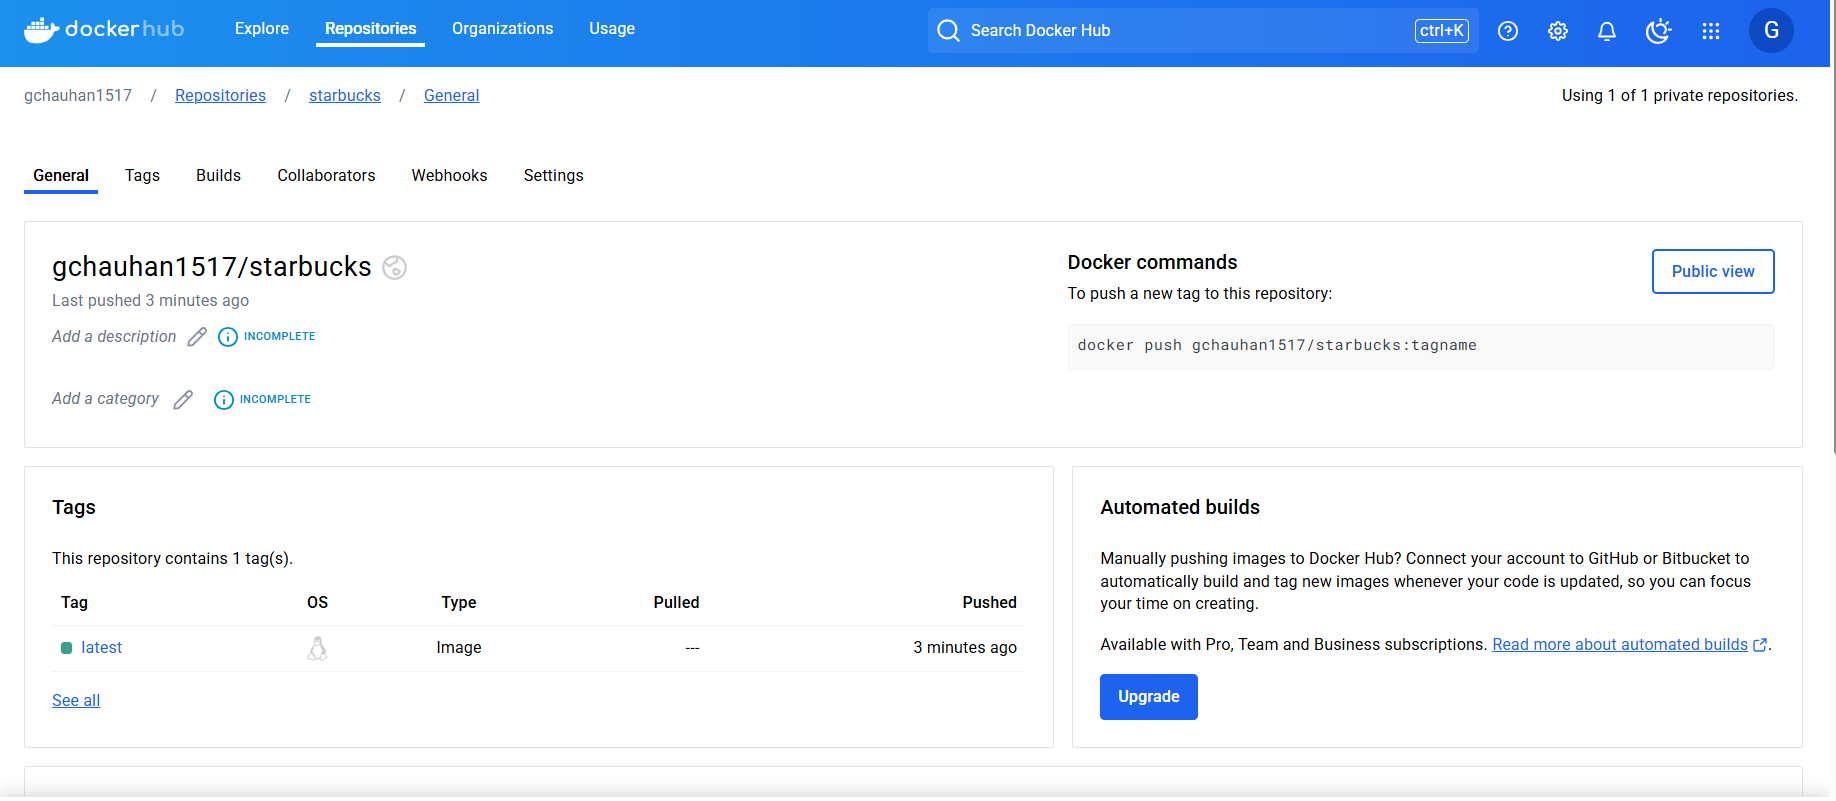 dockerhub Explore Repositories Organizations Usage Search Docker Hub ctrl+K G
gchauhan1517 / Repositories / starbucks / General Using 1 of 1 private repositories.
General Tags Builds Collaborators Webhooks Settings
gchauhan1517/starbucks
Last pushed 3 minutes ago
Add a description INCOMPLETE
Add a category INCOMPLETE
Docker commands
To push a new tag to this repository:
Public view
docker push gchauhan1517/starbucks:tagname
Tags
This repository contains 1 tag(s).
Tag OS Type Pulled Pushed
latest Image --- 3 minutes ago
See all
Automated builds
Manually pushing images to Docker Hub? Connect your account to GitHub or Bitbucket to
automatically build and tag new images whenever your code is updated, so you can focus
your time on creating.
Available with Pro, Team and Business subscriptions. Read more about automated builds.
Upgrade